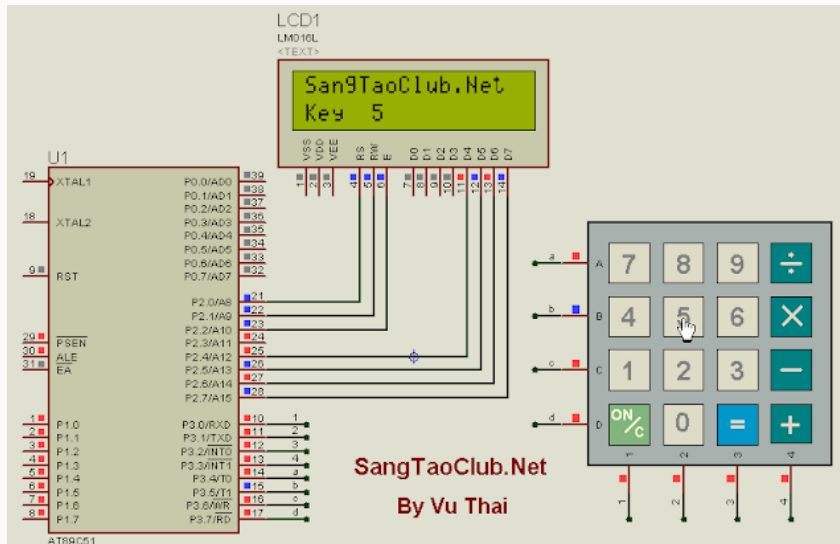 LCD1
LM016L
<TEXT>
SangTaoClub.Net
Key 5
VSS VDD VEE RS RW E D0 D1 D2 D3 D4 D5 D6 D7
1 2 3 4 5 6 7 8 9 10 11 12 13 14
U1
19 XTAL1 P0.0/AD0 39
P0.1/AD1 38
P0.2/AD2 37
18 XTAL2 P0.3/AD3 36
P0.4/AD4 35
P0.5/AD5 34
P0.6/AD6 33
9 RST P0.7/AD7 32
P2.0/A8 21
P2.1/A9 22
P2.2/A10 23
29 PSEN P2.3/A11 24
30 ALE P2.4/A12 25
31 EA P2.5/A13 26
P2.6/A14 27
P2.7/A15 28
1 P1.0 P3.0/RXD 10 1
2 P1.1 P3.1/TXD 11 2
3 P1.2 P3.2/INT0 12 3
4 P1.3 P3.3/INT1 13 4
5 P1.4 P3.4/T0 14 a
6 P1.5 P3.5/T1 15 b
7 P1.6 P3.6/WR 16 c
8 P1.7 P3.7/RD 17 d
AT89C51
a A 7 8 9 ÷
b B 4 5 6 ×
c C 1 2 3 −
d D ON/C 0 = +
1 2 3 4
1 2 3 4
SangTaoClub.Net
By Vu Thai